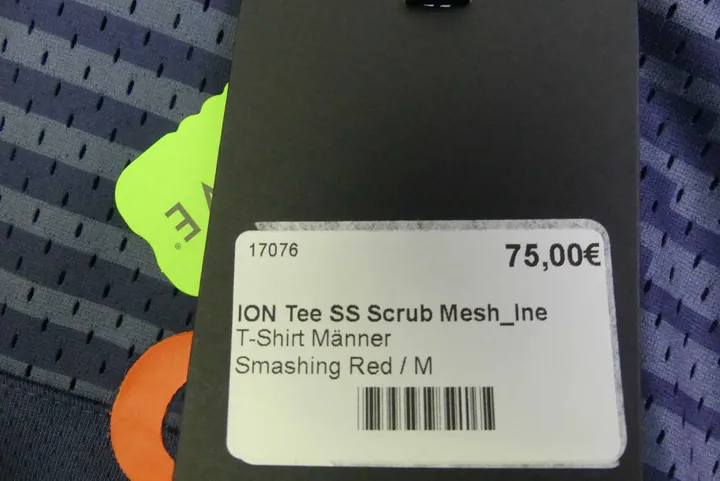 17076
75,00€
ION Tee SS Scrub Mesh_Ine
T-Shirt Männer
Smashing Red / M
E®